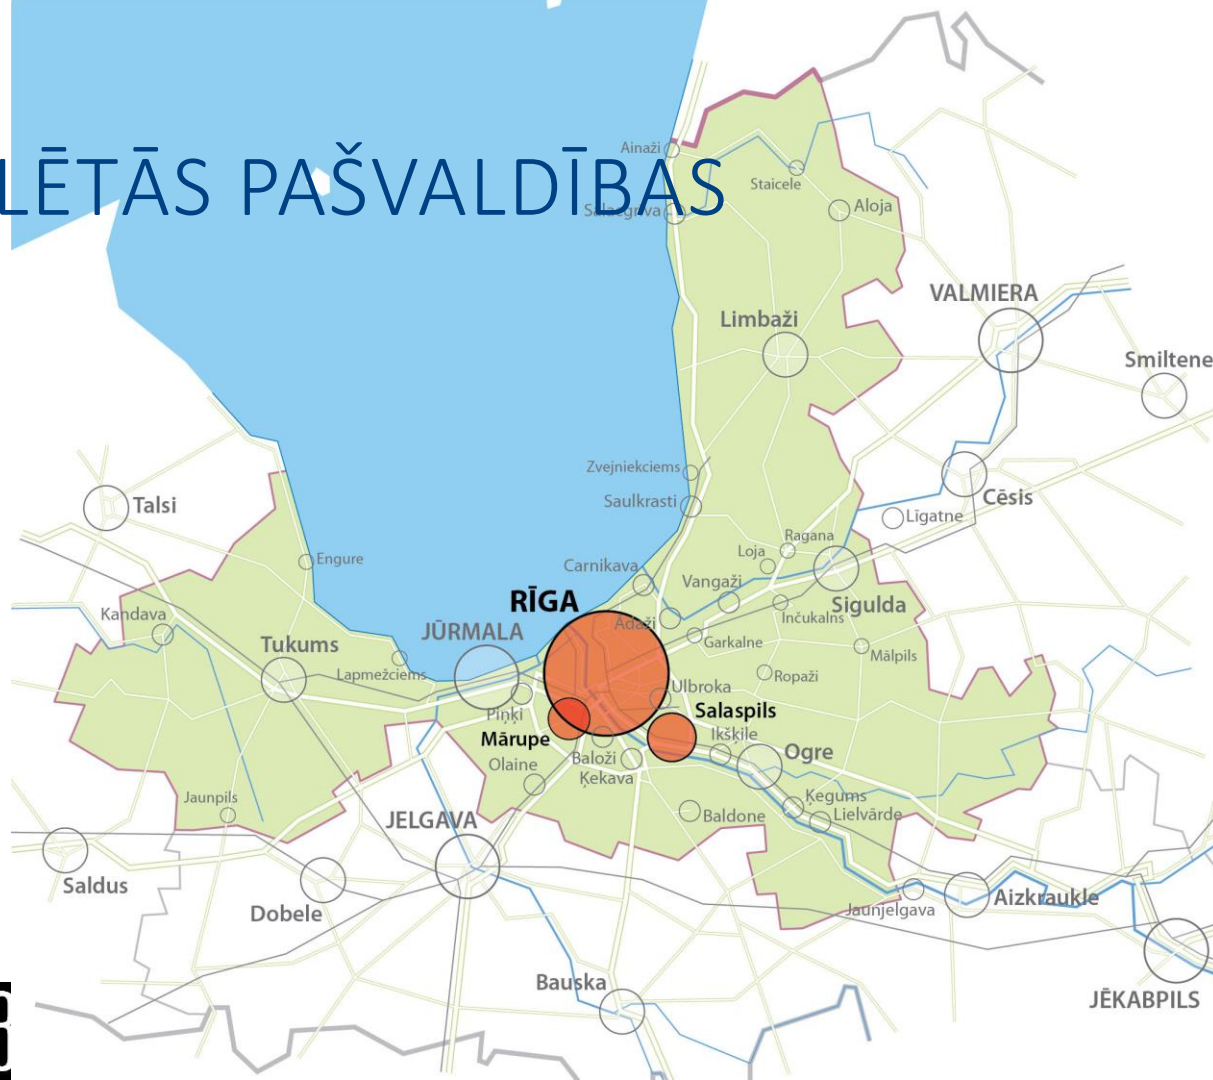 LĒTĀS PAŠVALDĪBAS
Ainaži
Staicele
Salacgrīva
Aloja
VALMIERA
Limbaži
Smiltene
Zvejniekciems
Cēsis
Talsi
Saulkrasti
Līgatne
Ragana
Loja
Engure
Carnikava
Vangaži
RĪGA
Sigulda
Kandava
Inčukalns
Ādaži
JŪRMALA
Tukums
Garkalne
Mālpils
Lapmežciems
Ropaži
Ulbroka
Piņķi
Salaspils
Mārupe
Ikšķile
Ogre
Baloži
Olaine
Ķekava
Jaunpils
Ķegums
Baldone
Lielvārde
JELGAVA
Saldus
Dobele
Aizkraukle
Jaunjelgava
Bauska
JĒKABPILS